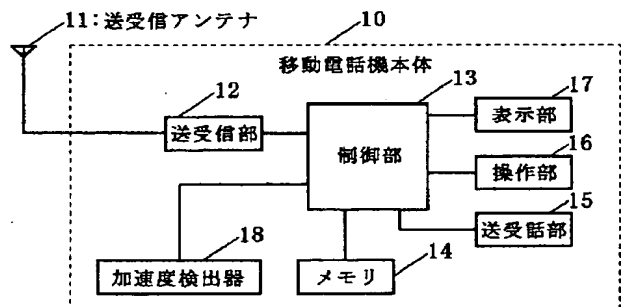 11:送受信アンテナ
10
移動電話機本体
12
13
17
送受信部
制御部
表示部
16
操作部
15
送受話部
18
14
加速度検出器
メモリ